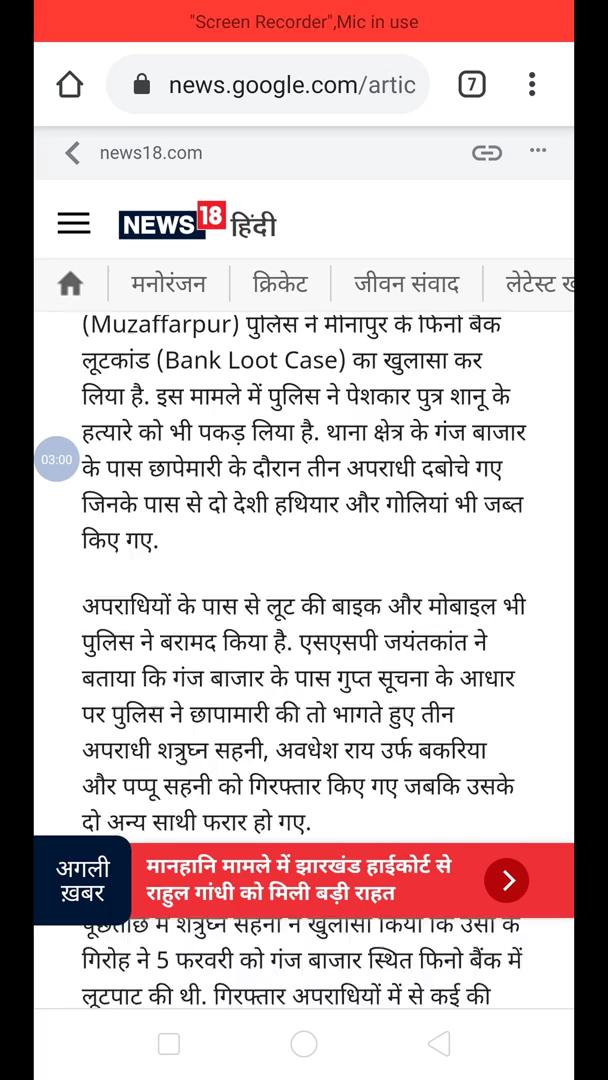 "Screen Recorder",Mic in use
news.google.com/artic
7
news18.com
NEWS 18 हिंदी
मनोरंजन
क्रिकेट
जीवन संवाद
लेटेस्ट
(Muzaffarpur) पुलिस ने मीनापुर के फिनो बैंक
लूटकांड (Bank Loot Case) का खुलासा कर
लिया है. इस मामले में पुलिस ने पेशकार पुत्र शानू के
हत्यारे को भी पकड़ लिया है. थाना क्षेत्र के गंज बाजार
03:00
के पास छापेमारी के दौरान तीन अपराधी दबोचे गए
जिनके पास से दो देशी हथियार और गोलियां भी जब्त
किए गए.
अपराधियों के पास से लूट की बाइक और मोबाइल भी
पुलिस ने बरामद किया है. एसएसपी जयंतकांत ने
बताया कि गंज बाजार के पास गुप्त सूचना के आधार
पर पुलिस ने छापामारी की तो भागते हुए तीन
अपराधी शत्रुघ्न सहनी, अवधेश राय उर्फ बकरिया
और पप्पू सहनी को गिरफ्तार किए गए जबकि उसके
दो अन्य साथी फरार हो गए.
अगली
ख़बर
मानहानि मामले में झारखंड हाईकोर्ट से
राहुल गांधी को मिली बड़ी राहत
पूछताछ में शत्रुघ्न सहनी ने खुलासा किया कि उसी के
गिरोह ने 5 फरवरी को गंज बाजार स्थित फिनो बैंक में
लूटपाट की थी. गिरफ्तार अपराधियों में से कई की